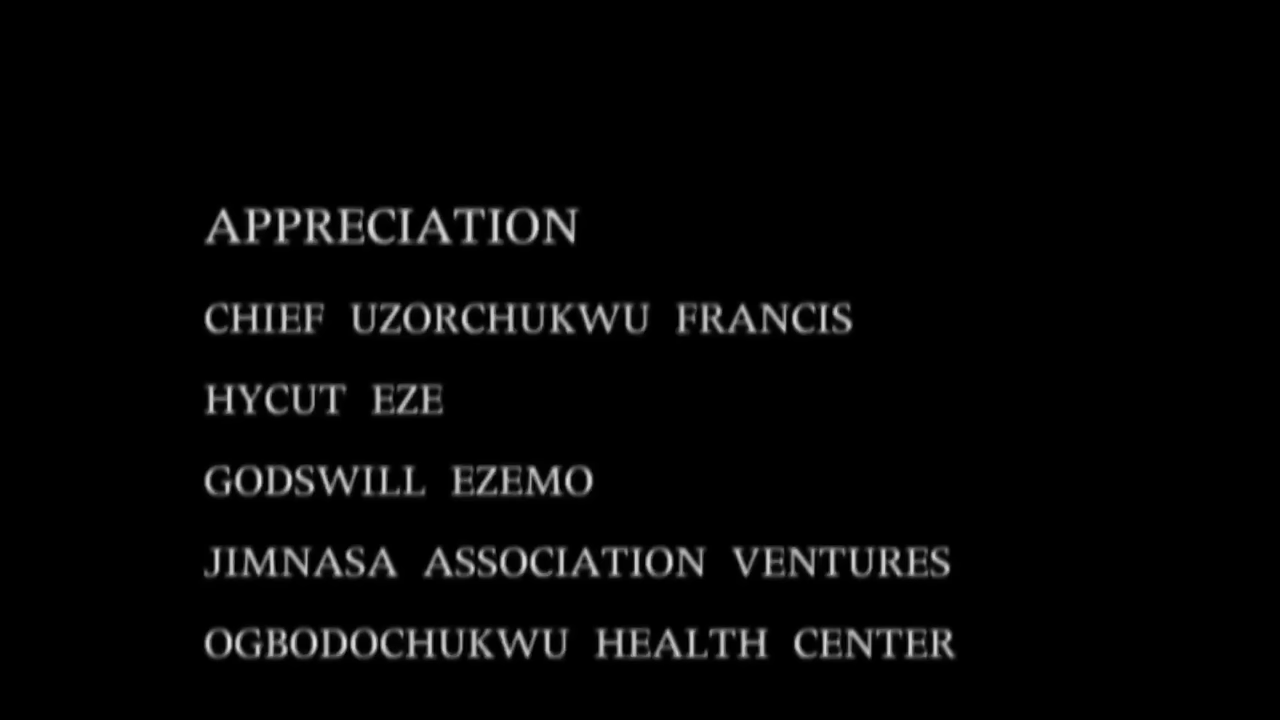 APPRECIATION
CHIEF UZORCHUKWU FRANCIS
HYCUT EZE
GODSWILL EZEMO
JIMNASA ASSOCIATION VENTURES
OGBODOCHUKWU HEALTH CENTER